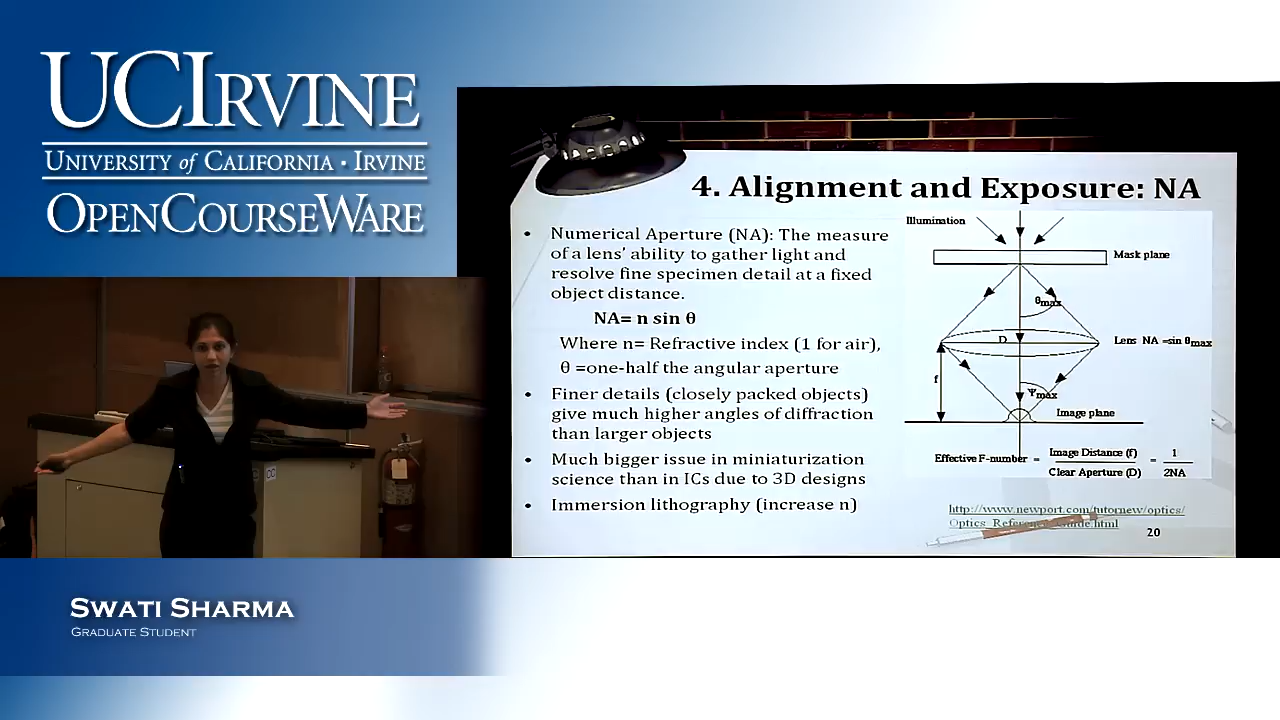 UCIRVINE
UNIVERSITY of CALIFORNIA · IRVINE
OPENCOURSEWARE
4. Alignment and Exposure: NA
• Numerical Aperture (NA): The measure
of a lens' ability to gather light and
resolve fine specimen detail at a fixed
object distance.
NA= n sin θ
Where n= Refractive index (1 for air),
θ =one-half the angular aperture
• Finer details (closely packed objects)
give much higher angles of diffraction
than larger objects
• Much bigger issue in miniaturization
science than in ICs due to 3D designs
• Immersion lithography (increase n)
Illumination
Mask plane
θmax
D
Lens NA =sin θmax
f
Ψmax
Image plane
Effective F-number = Image Distance (f) = 1
Clear Aperture (D) 2NA
http://www.newport.com/tutornew/optics/
Optics_Reference_Guide.html
20
SWATI SHARMA
GRADUATE STUDENT